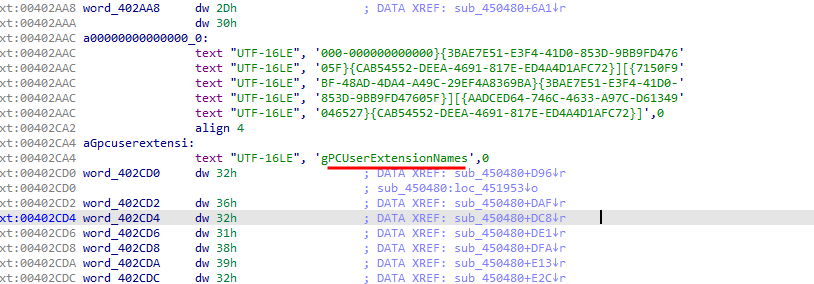 xt:00402AA8 word_402AA8 dw 2Dh ; DATA XREF: sub_450480+6A1↓r
xt:00402AAA dw 30h
xt:00402AAC a00000000000000_0:
xt:00402AAC text "UTF-16LE", '000-000000000000}{3BAE7E51-E3F4-41D0-853D-9BB9FD476'
xt:00402AAC text "UTF-16LE", '05F}{CAB54552-DEEA-4691-817E-ED4A4D1AFC72}][{7150F9'
xt:00402AAC text "UTF-16LE", 'BF-48AD-4DA4-A49C-29EF4A8369BA}{3BAE7E51-E3F4-41D0-'
xt:00402AAC text "UTF-16LE", '853D-9BB9FD47605F}][{AADCED64-746C-4633-A97C-D61349'
xt:00402AAC text "UTF-16LE", '046527}{CAB54552-DEEA-4691-817E-ED4A4D1AFC72}]',0
xt:00402CA2 align 4
xt:00402CA4 aGpcuserextensi:
xt:00402CA4 text "UTF-16LE", 'gPCUserExtensionNames',0
xt:00402CD0 word_402CD0 dw 32h ; DATA XREF: sub_450480+D96↓r
xt:00402CD0 ; sub_450480:loc_451953↓o
xt:00402CD2 word_402CD2 dw 36h ; DATA XREF: sub_450480+DAF↓r
xt:00402CD4 word_402CD4 dw 32h ; DATA XREF: sub_450480+DC8↓r
xt:00402CD6 word_402CD6 dw 31h ; DATA XREF: sub_450480+DE1↓r
xt:00402CD8 word_402CD8 dw 38h ; DATA XREF: sub_450480+DFA↓r
xt:00402CDA word_402CDA dw 39h ; DATA XREF: sub_450480+E13↓r
xt:00402CDC word_402CDC dw 32h ; DATA XREF: sub_450480+E2C↓r